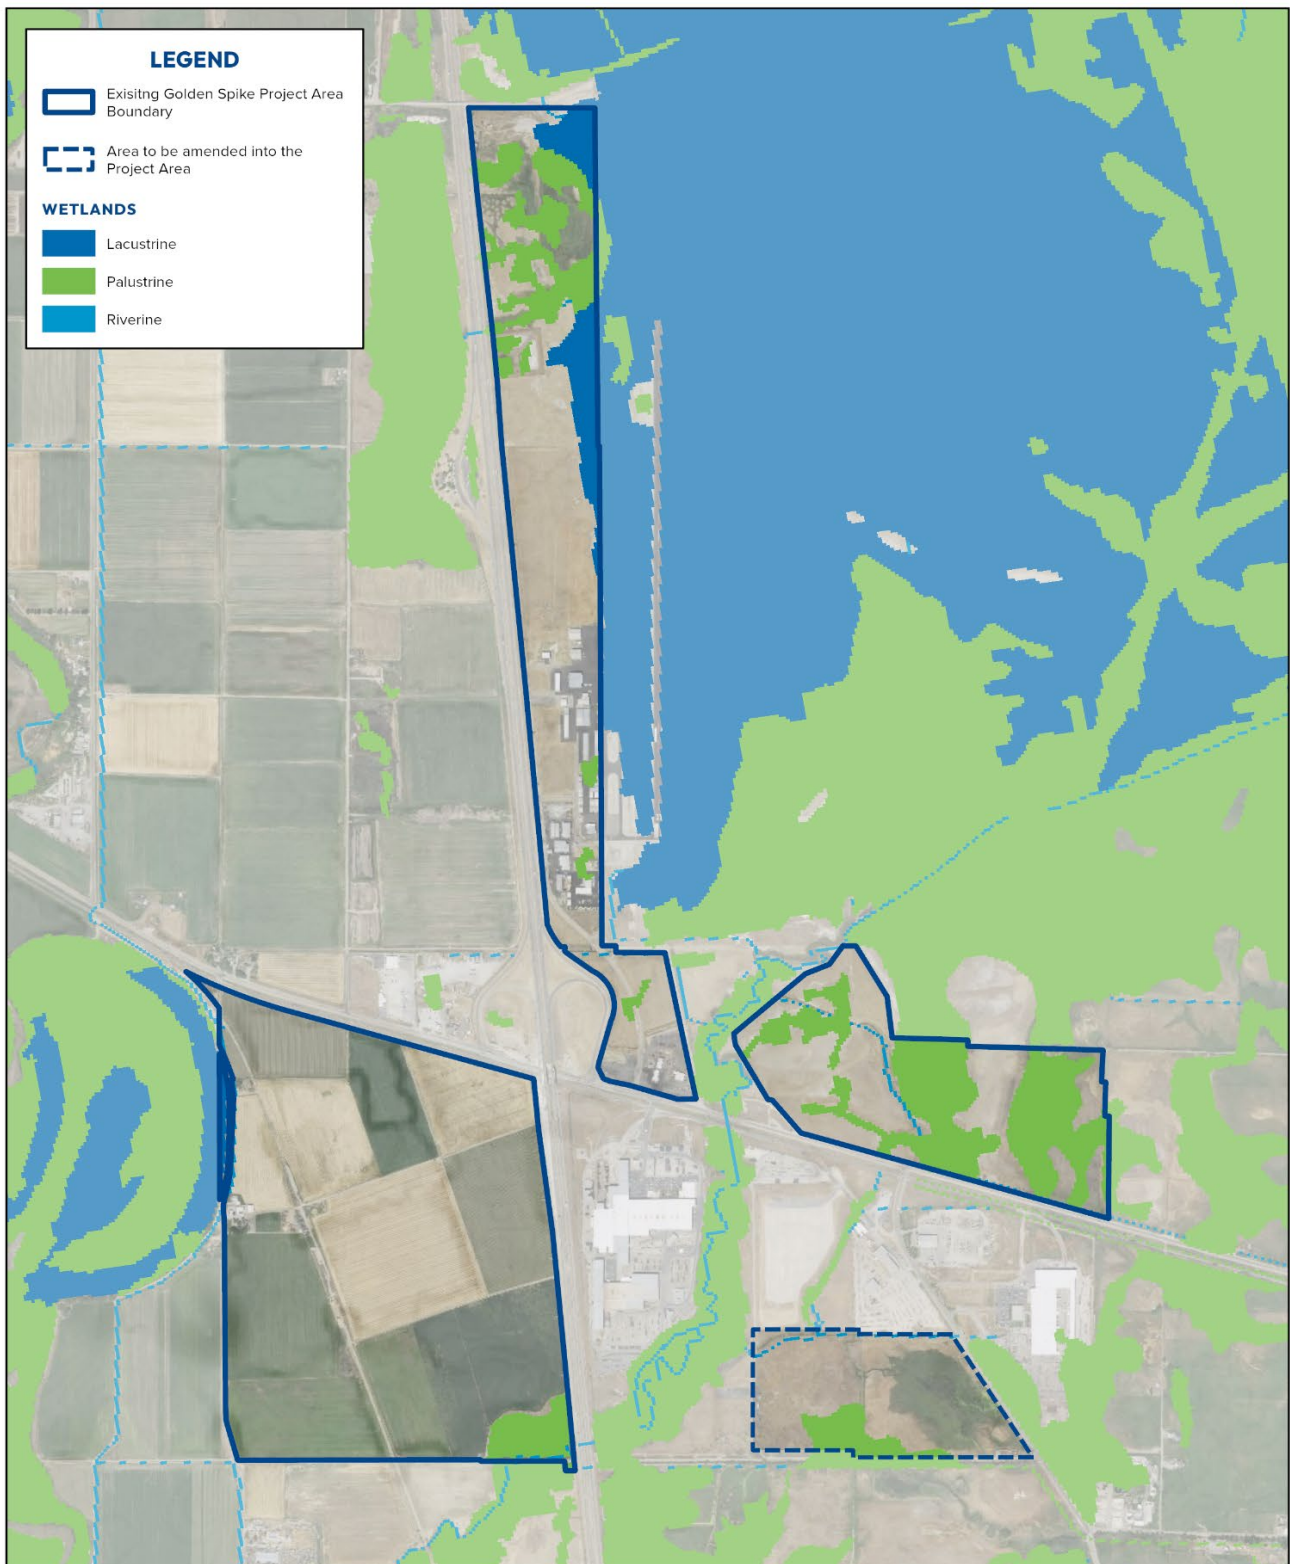 LEGEND
Exisitng Golden Spike Project Area
Boundary
Area to be amended into the
Project Area
WETLANDS
Lacustrine
Palustrine
Riverine